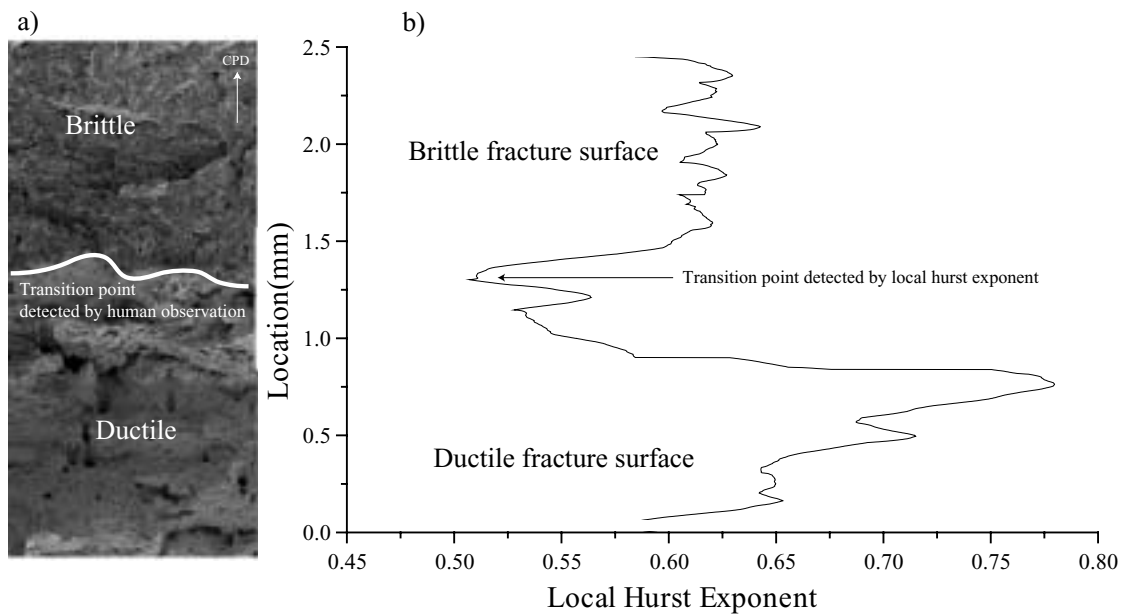 a)
CPD
Brittle
Transition point
detected by human observation
Ductile
b)
Location(mm)
2.5
2.0
1.5
1.0
0.5
0.0
Brittle fracture surface
Transition point detected by local hurst exponent
Ductile fracture surface
0.45 0.50 0.55 0.60 0.65 0.70 0.75 0.80
Local Hurst Exponent